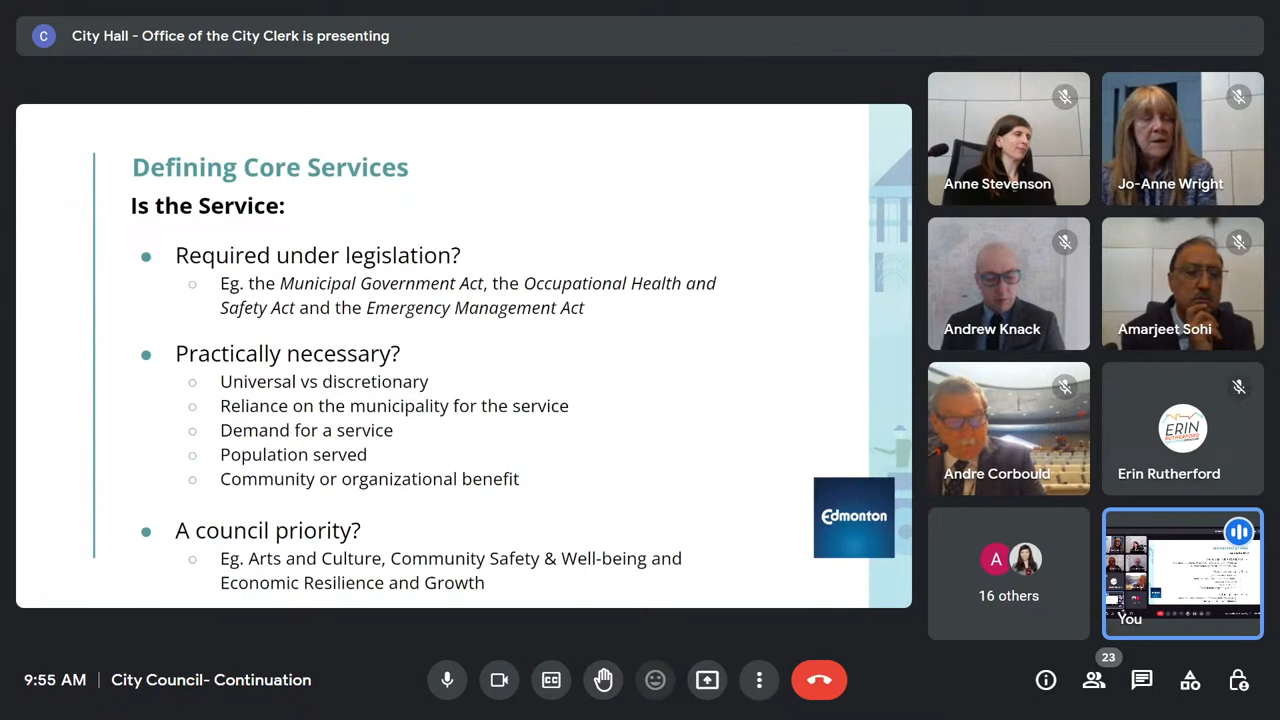 C
City Hall - Office of the City Clerk is presenting
Defining Core Services
Is the Service:
Required under legislation?
Eg. the Municipal Government Act, the Occupational Health and
Safety Act and the Emergency Management Act
Practically necessary?
Universal vs discretionary
Reliance on the municipality for the service
Demand for a service
Population served
Community or organizational benefit
A council priority?
Eg. Arts and Culture, Community Safety & Well-being and
Economic Resilience and Growth
Edmonton
Anne Stevenson
Jo-Anne Wright
Andrew Knack
Amarjeet Sohi
Andre Corbould
ERIN
RUTHERFORD
Erin Rutherford
A
16 others
You
9:55 AM
City Council- Continuation
CC
23